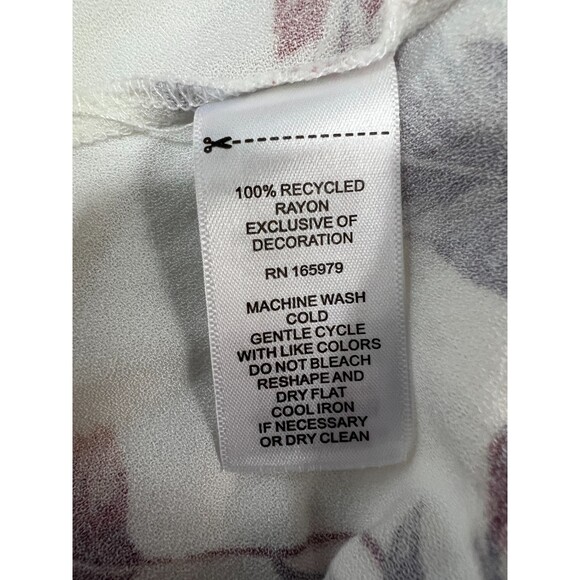 100% RECYCLED
RAYON
EXCLUSIVE OF
DECORATION
RN 165979
MACHINE WASH
COLD
GENTLE CYCLE
WITH LIKE COLORS
DO NOT BLEACH
RESHAPE AND
DRY FLAT
COOL IRON
IF NECESSARY
OR DRY CLEAN